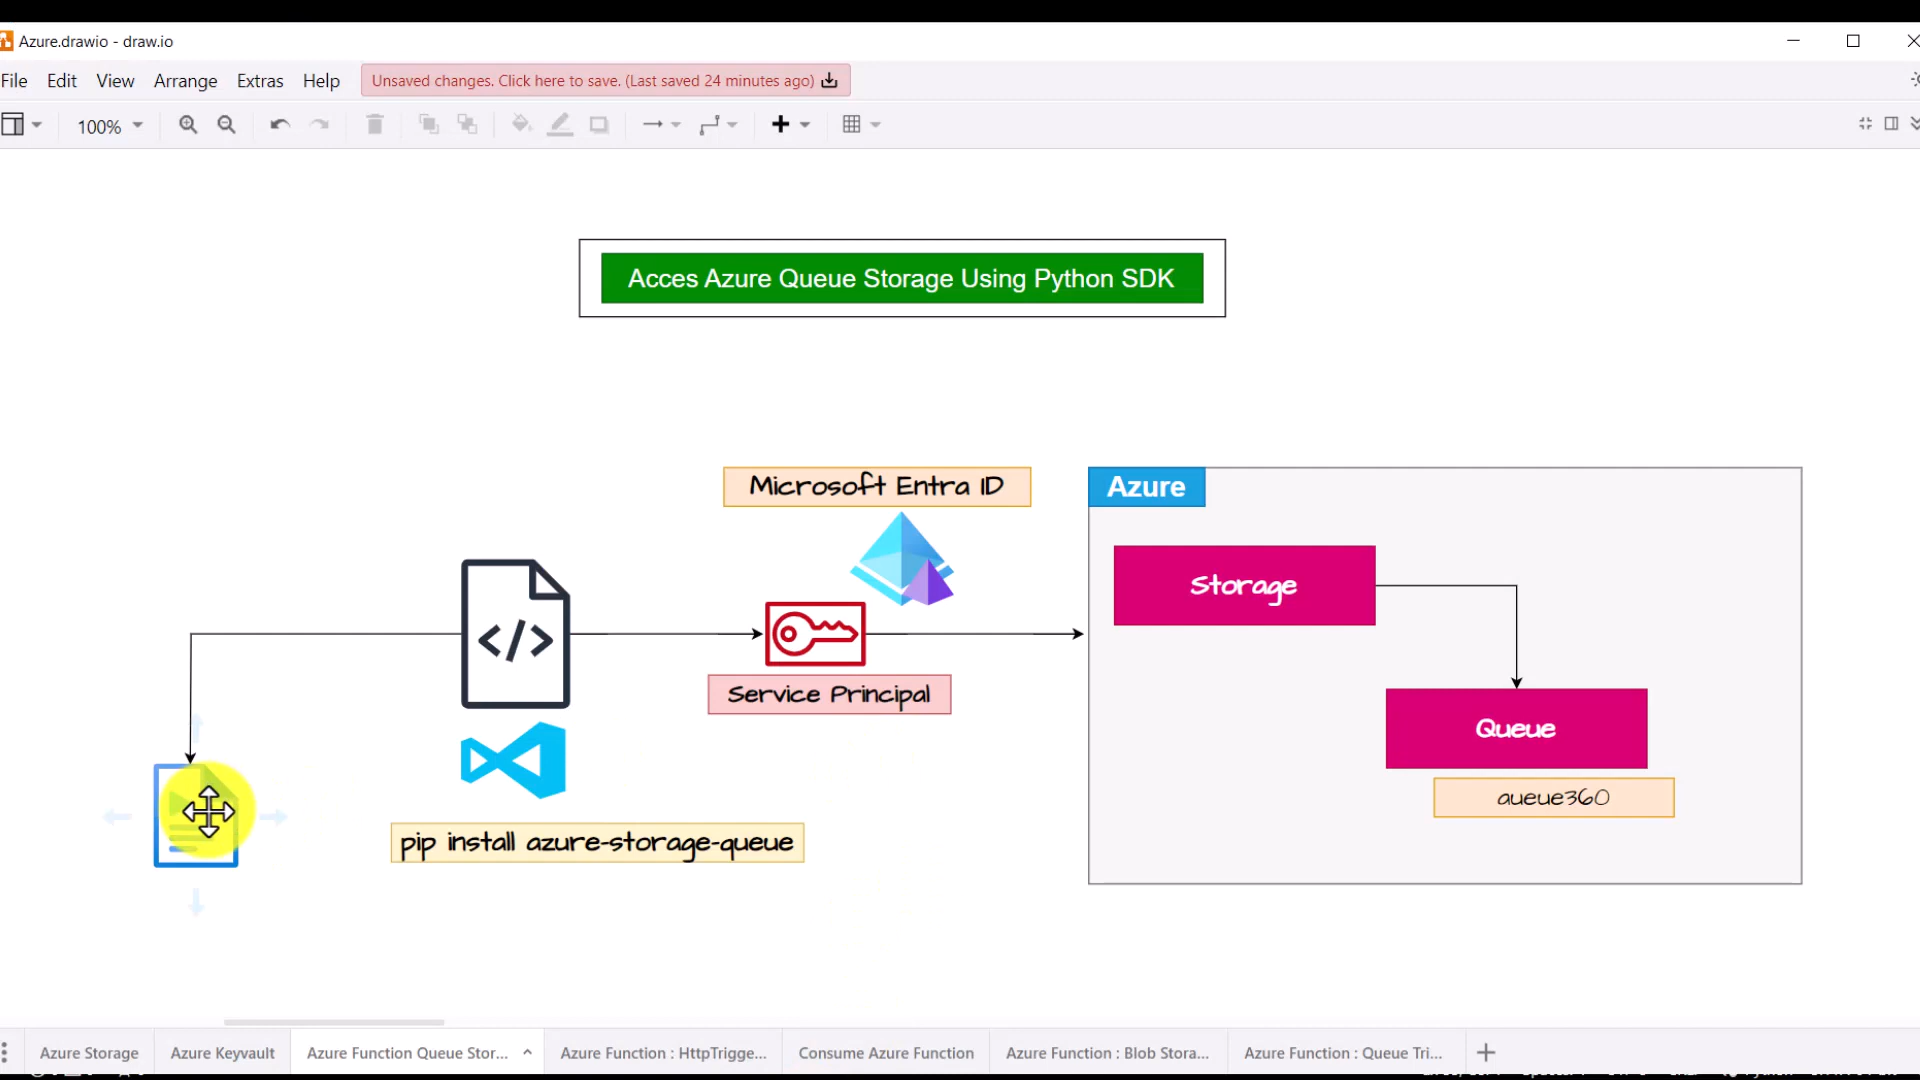 Azure.drawio - draw.io
File Edit View Arrange Extras Help Unsaved changes. Click here to save. (Last saved 24 minutes ago)
100%
Acces Azure Queue Storage Using Python SDK
Microsoft Entra ID
Azure
Storage
</>
Service Principal
Queue
queue360
pip install azure-storage-queue
Azure Storage Azure Keyvault Azure Function Queue Stor... Azure Function : HttpTrigge... Consume Azure Function Azure Function : Blob Stora... Azure Function : Queue Tri...